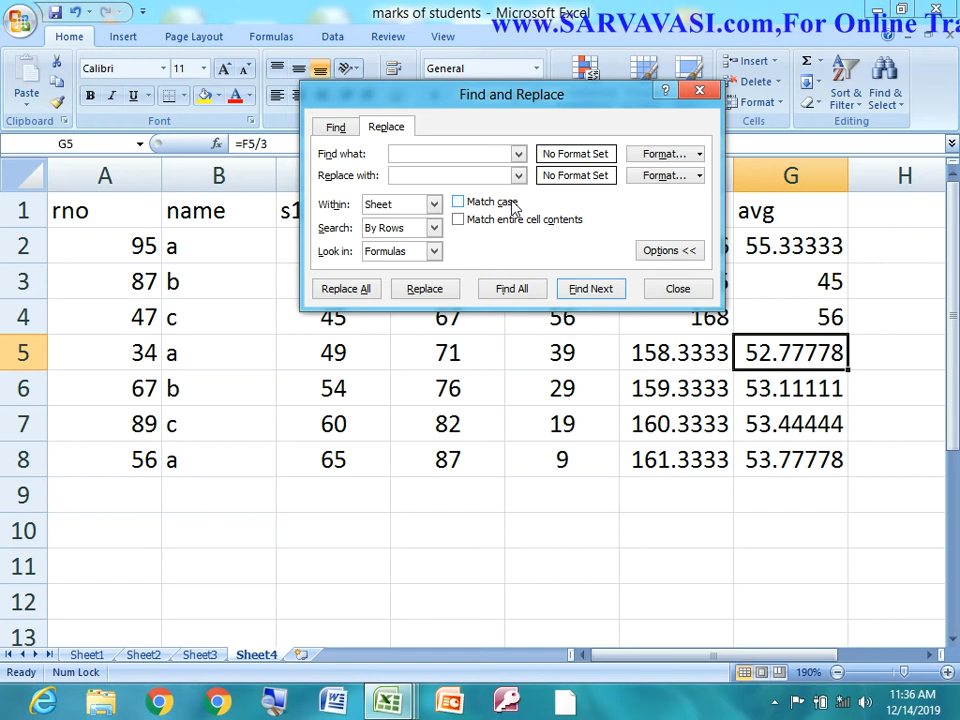 marks of students - Microsoft Excel
www.SARVAVASI.com,For Online Tra
Home Insert Page Layout Formulas Data Review View
Calibri 11 A A General Σ
Paste B I U A Insert
Delete
Format
Sort & Filter Find & Select
Clipboard Font Cells Editing
G5 fx =F5/3
Find and Replace
Find Replace
Find what: No Format Set Format...
Replace with: No Format Set Format...
Within: Sheet Match case
Search: By Rows Match entire cell contents
Look in: Formulas Options <<
Replace All Replace Find All Find Next Close
A B G H
1 rno name s1 avg
2 95 a 55.33333
3 87 b 45
4 47 c 45 67 56 168 56
5 34 a 49 71 39 158.3333 52.77778
6 67 b 54 76 29 159.3333 53.11111
7 89 c 60 82 19 160.3333 53.44444
8 56 a 65 87 9 161.3333 53.77778
9
10
11
12
13
Sheet1 Sheet2 Sheet3 Sheet4
Ready Num Lock 190%
11:36 AM
12/14/2019